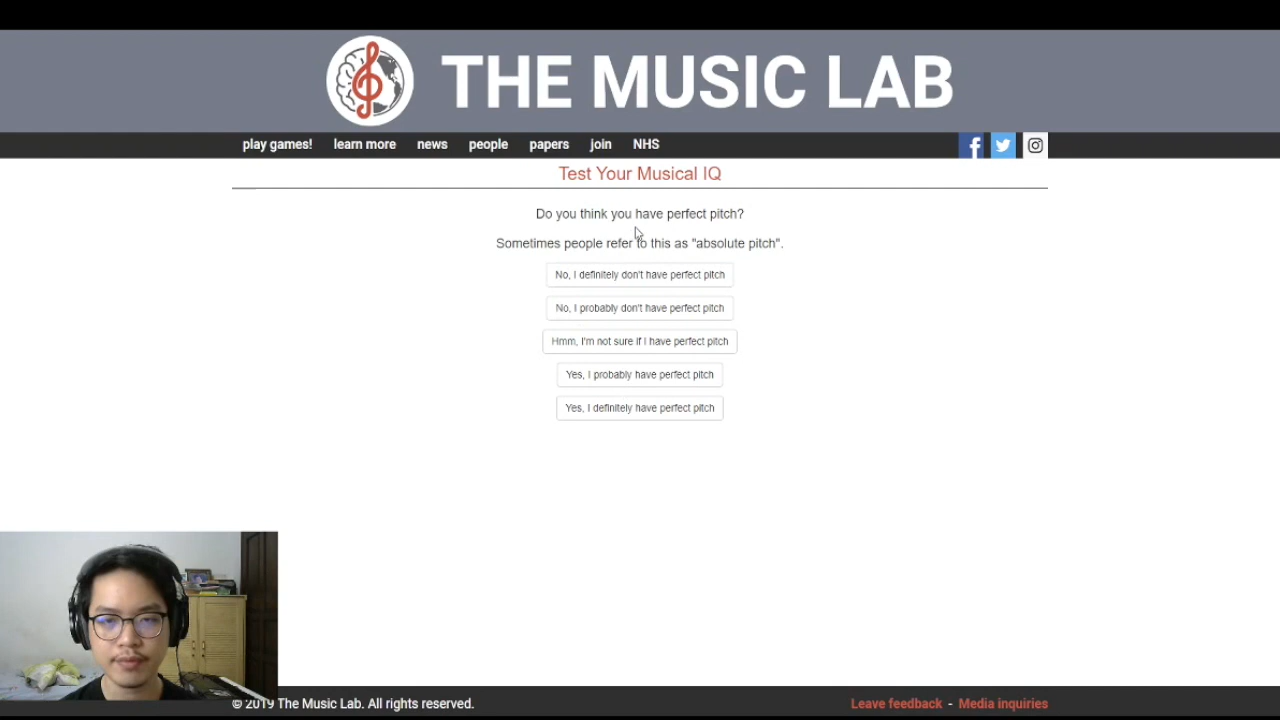 THE MUSIC LAB
play games! learn more news people papers join NHS
Test Your Musical IQ
Do you think you have perfect pitch?
Sometimes people refer to this as "absolute pitch".
No, I definitely don't have perfect pitch
No, I probably don't have perfect pitch
Hmm, I'm not sure if I have perfect pitch
Yes, I probably have perfect pitch
Yes, I definitely have perfect pitch
© 2019 The Music Lab. All rights reserved. Leave feedback - Media inquiries